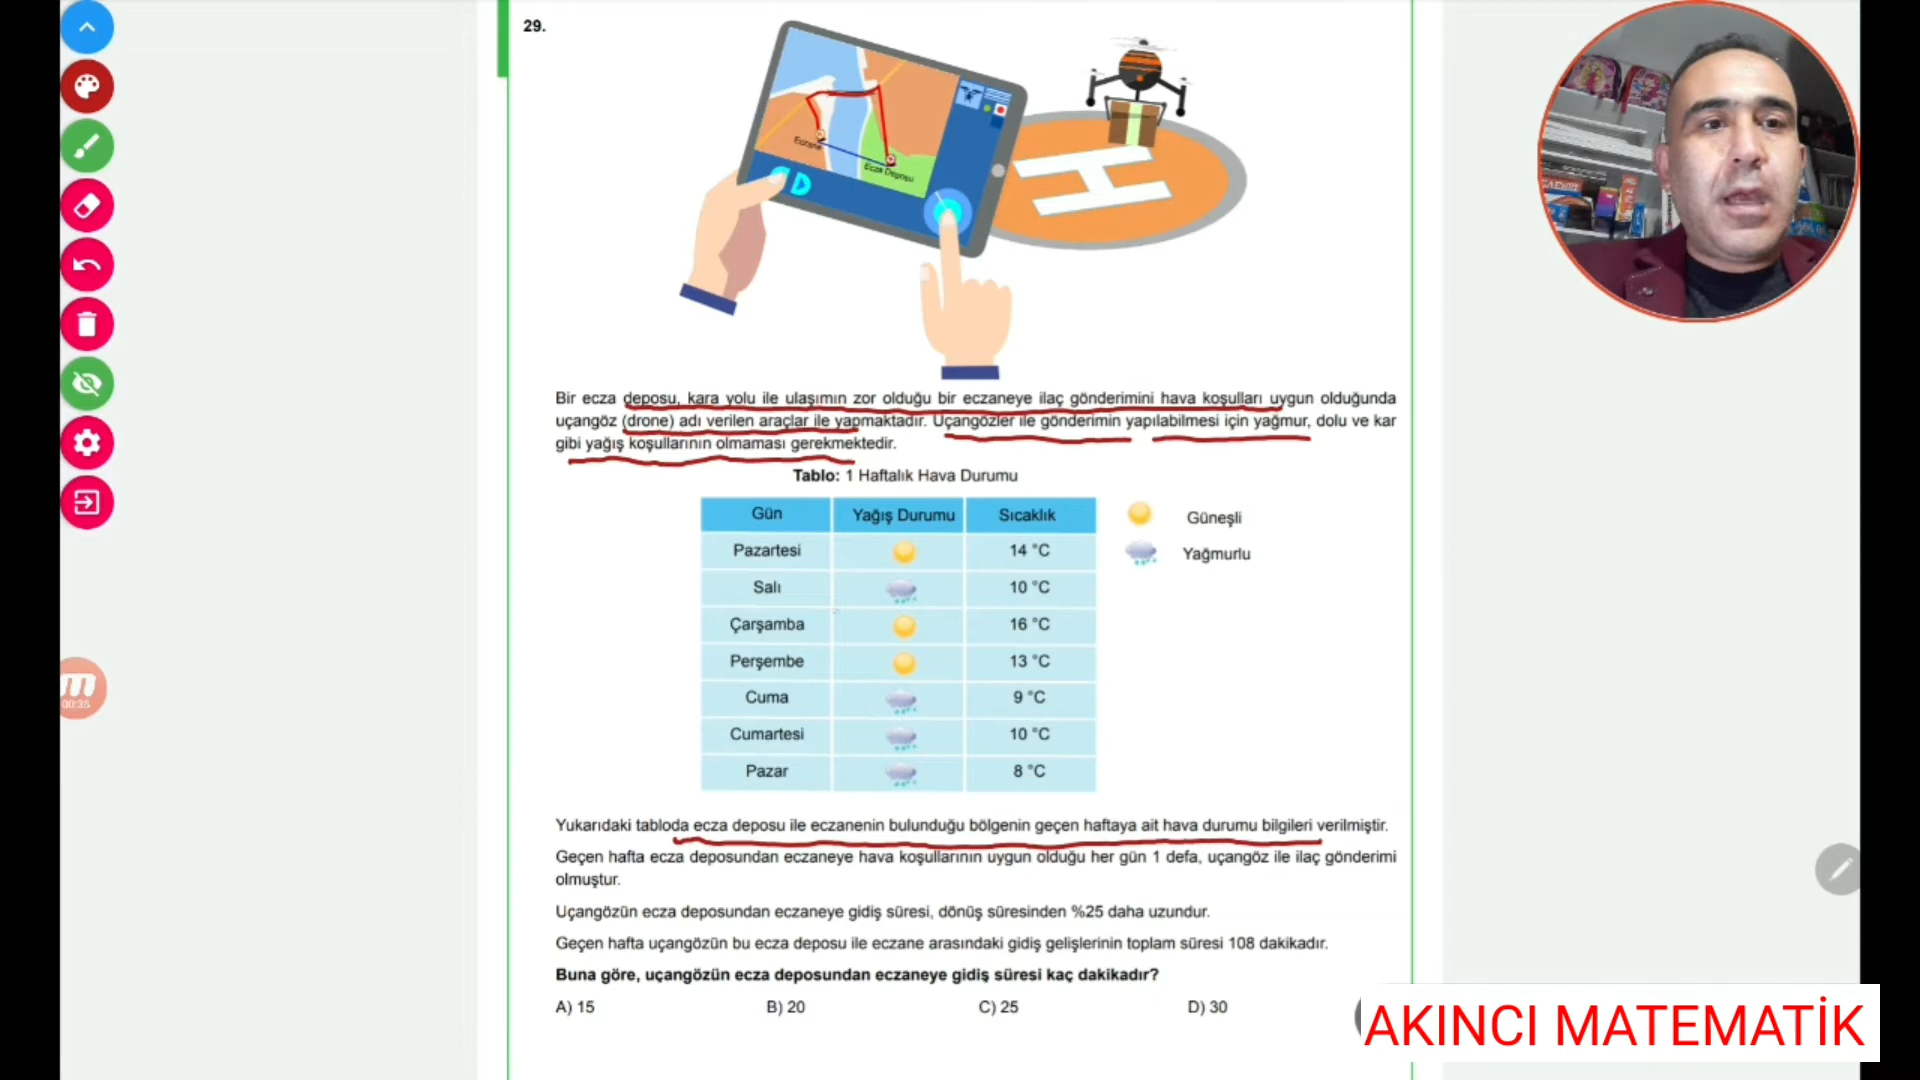 29.
Eczane
Ecza Deposu
H
Bir ecza deposu, kara yolu ile ulaşımın zor olduğu bir eczaneye ilaç gönderimini hava koşulları uygun olduğunda
uçangöz (drone) adı verilen araçlar ile yapmaktadır. Uçangözler ile gönderimin yapılabilmesi için yağmur, dolu ve kar
gibi yağış koşullarının olmaması gerekmektedir.
Tablo: 1 Haftalık Hava Durumu
Gün Yağış Durumu Sıcaklık
Güneşli
Pazartesi 14 °C
Yağmurlu
Salı 10 °C
Çarşamba 16 °C
Perşembe 13 °C
Cuma 9 °C
Cumartesi 10 °C
Pazar 8 °C
Yukarıdaki tabloda ecza deposu ile eczanenin bulunduğu bölgenin geçen haftaya ait hava durumu bilgileri verilmiştir.
Geçen hafta ecza deposundan eczaneye hava koşullarının uygun olduğu her gün 1 defa, uçangöz ile ilaç gönderimi
olmuştur.
Uçangözün ecza deposundan eczaneye gidiş süresi, dönüş süresinden %25 daha uzundur.
Geçen hafta uçangözün bu ecza deposu ile eczane arasındaki gidiş gelişlerinin toplam süresi 108 dakikadır.
Buna göre, uçangözün ecza deposundan eczaneye gidiş süresi kaç dakikadır?
A) 15 B) 20 C) 25 D) 30
AKINCI MATEMATİK
m
00:35